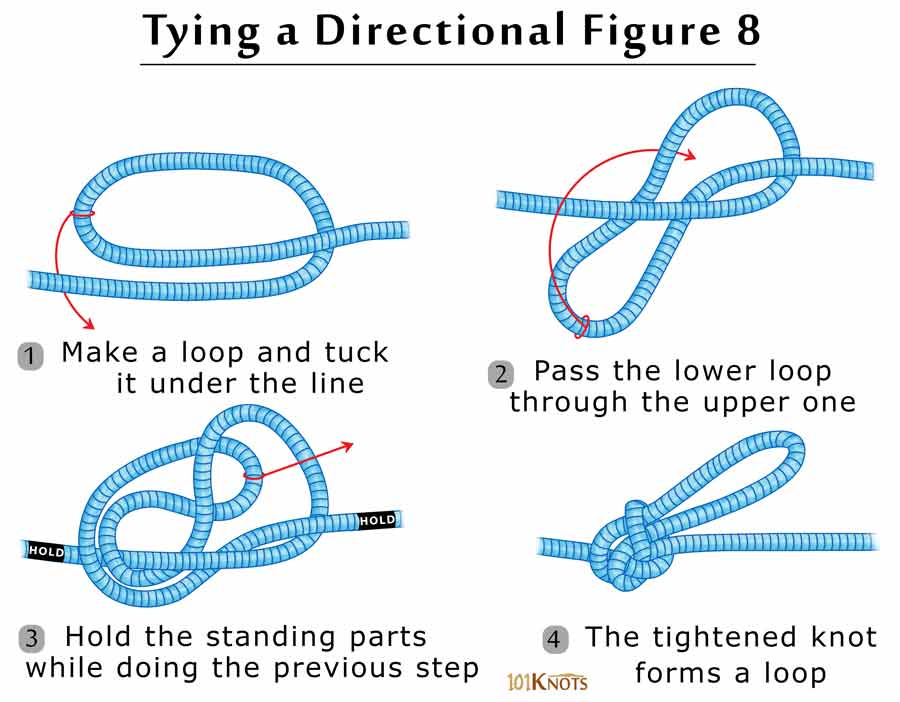 Tying a Directional Figure 8
1 Make a loop and tuck
it under the line
2 Pass the lower loop
through the upper one
HOLD
HOLD
3 Hold the standing parts
while doing the previous step
4 The tightened knot
forms a loop
101KNOTS